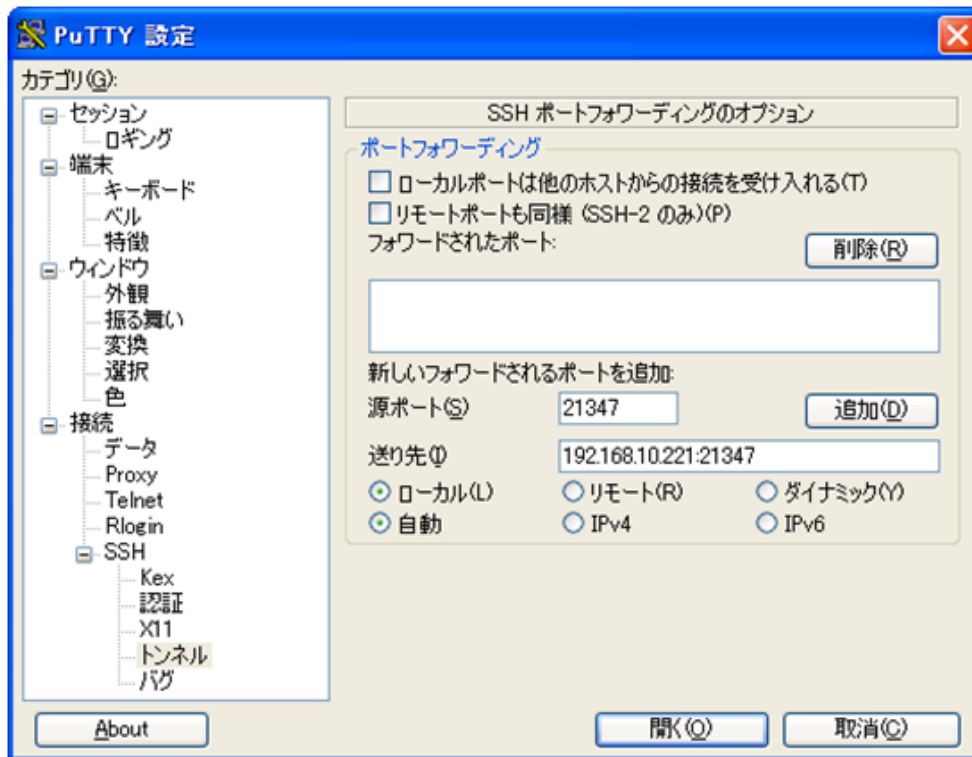 PuTTY 設定
カテゴリ(G):
セッション
ロギング
端末
キーボード
ベル
特徴
ウィンドウ
外観
振る舞い
変換
選択
色
接続
データ
Proxy
Telnet
Rlogin
SSH
Kex
認証
X11
トンネル
バグ
SSH ポートフォワーディングのオプション
ポートフォワーディング
ローカルポートは他のホストからの接続を受け入れる(T)
リモートポートも同様 (SSH-2 のみ)(P)
フォワードされたポート:
削除(R)
新しいフォワードされるポートを追加:
源ポート(S) 21347 追加(D)
送り先(I) 192.168.10.221:21347
ローカル(L) リモート(R) ダイナミック(Y)
自動 IPv4 IPv6
About 開く(O) 取消(C)